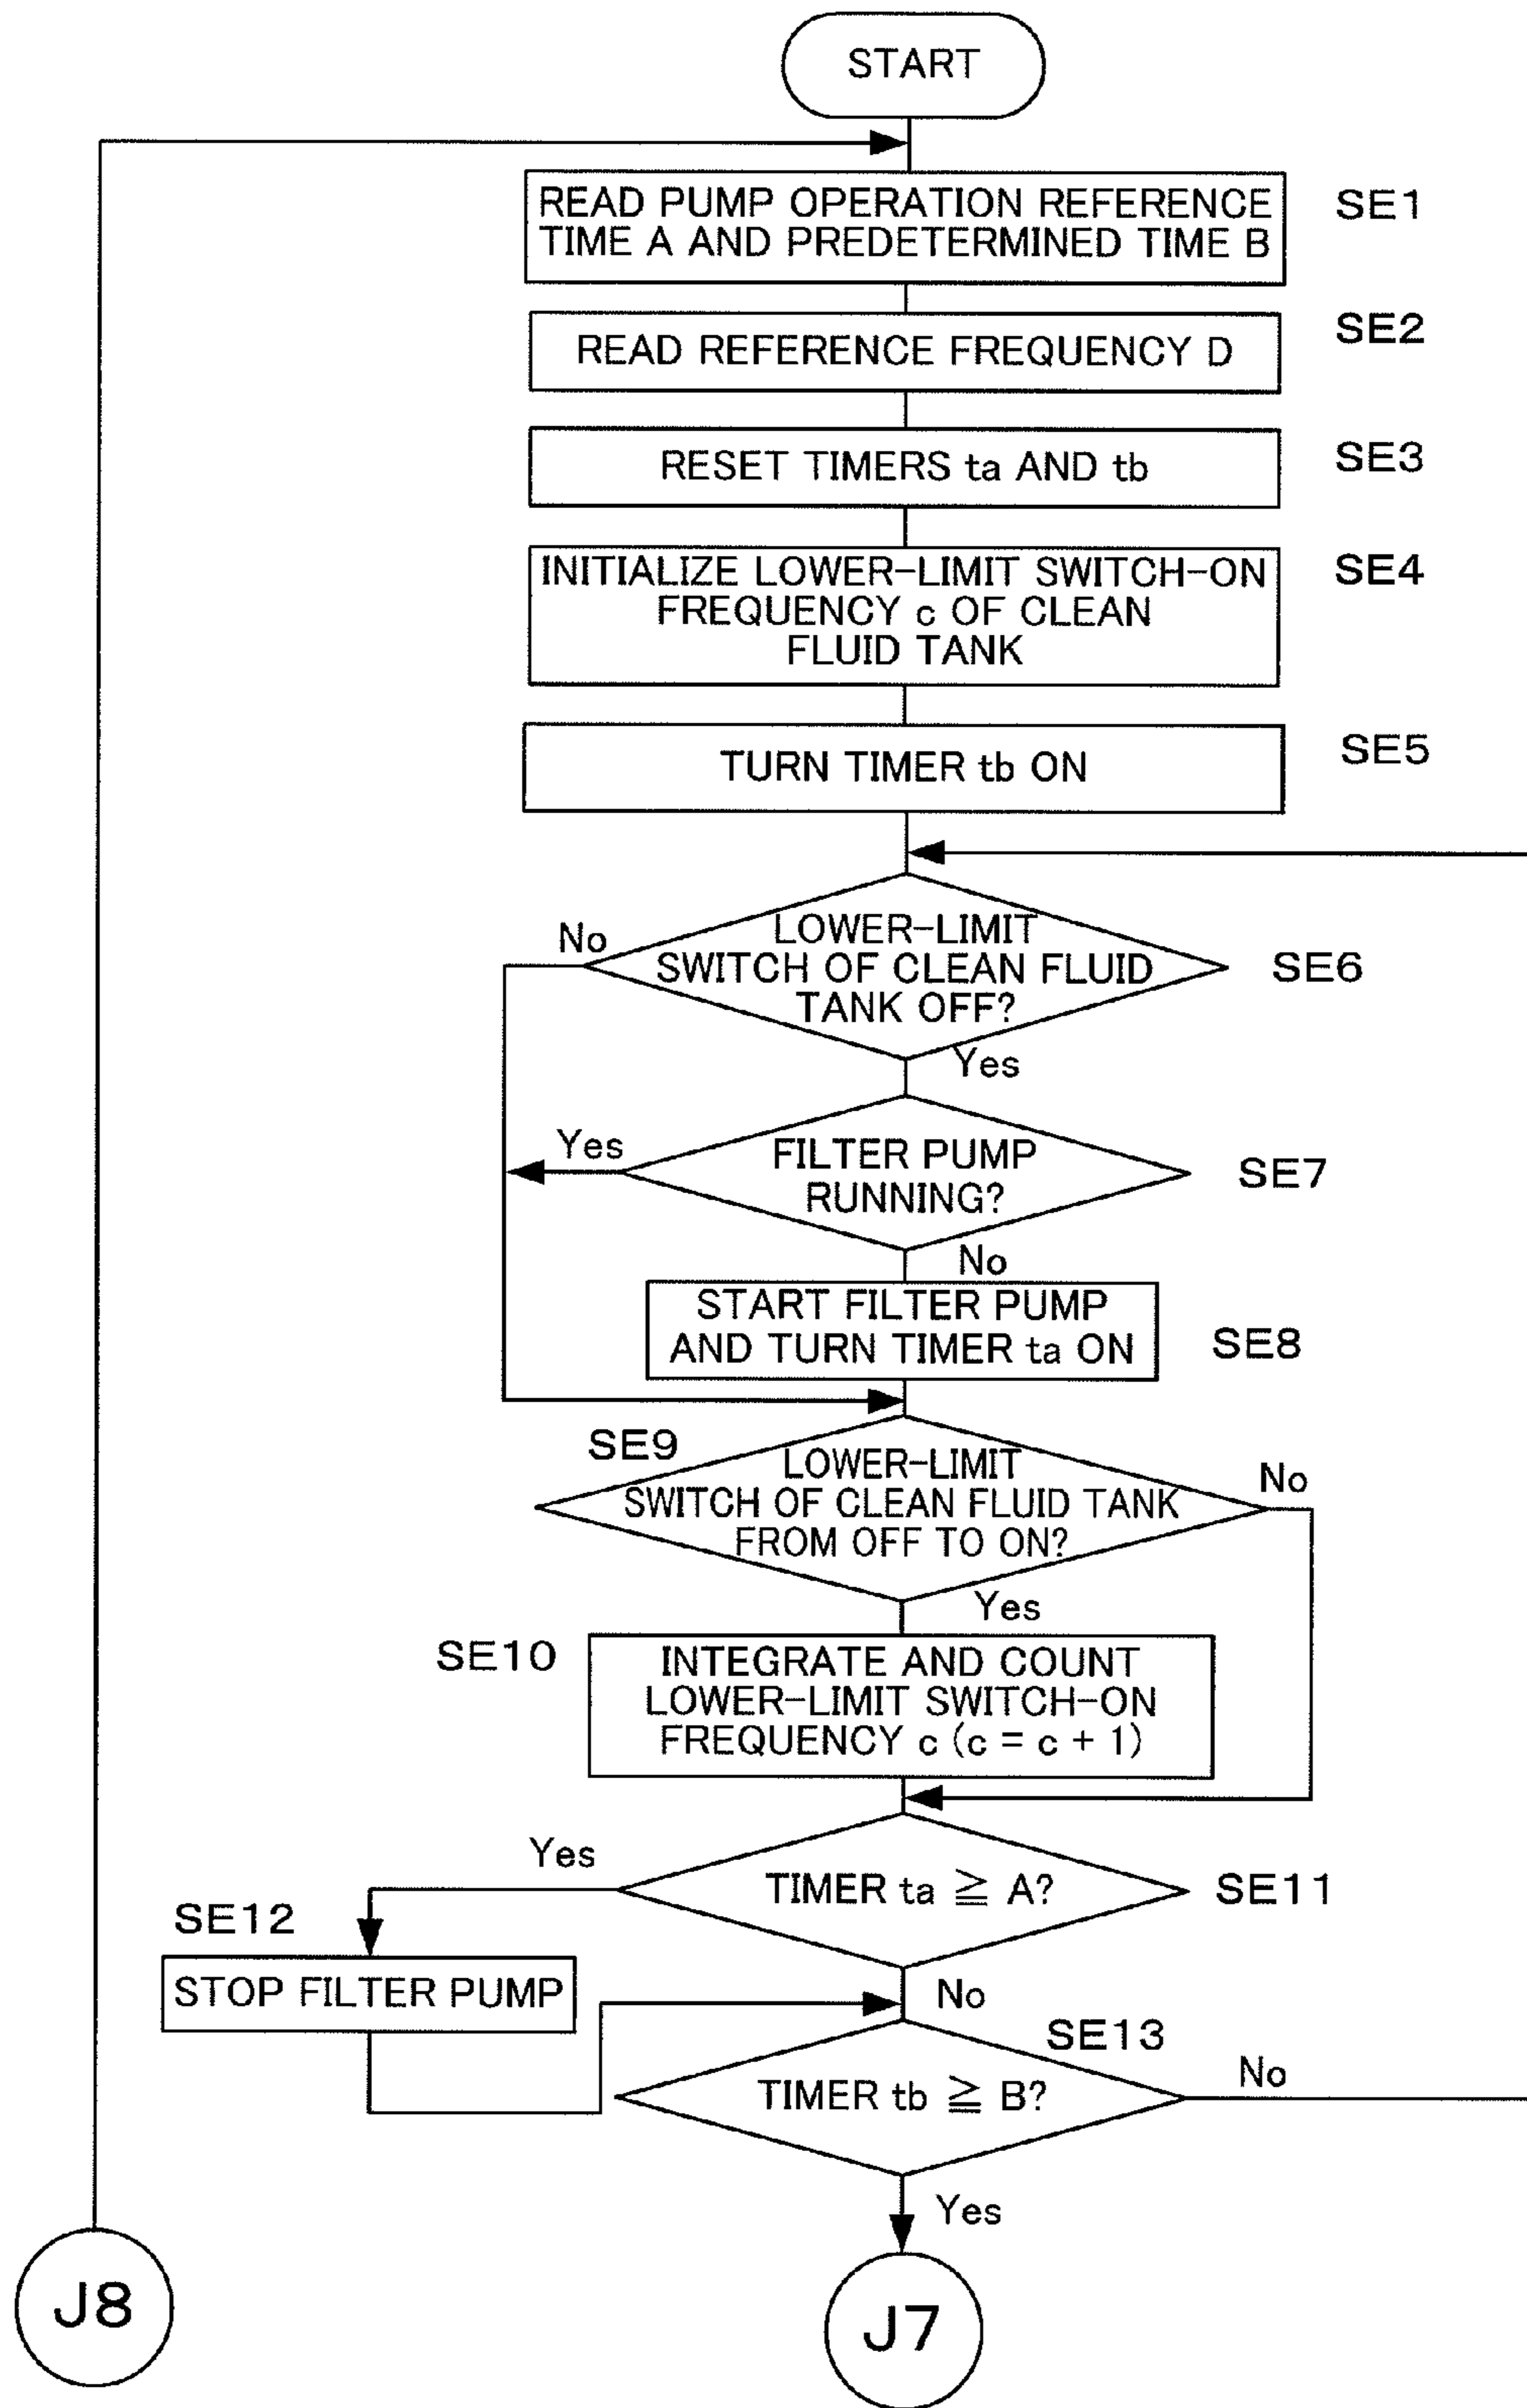 START
READ PUMP OPERATION REFERENCE
TIME A AND PREDETERMINED TIME B
SE1
READ REFERENCE FREQUENCY D
SE2
RESET TIMERS ta AND tb
SE3
INITIALIZE LOWER-LIMIT SWITCH-ON
FREQUENCY c OF CLEAN
FLUID TANK
SE4
TURN TIMER tb ON
SE5
LOWER-LIMIT
SWITCH OF CLEAN FLUID
TANK OFF?
SE6
No
Yes
FILTER PUMP
RUNNING?
SE7
Yes
No
START FILTER PUMP
AND TURN TIMER ta ON
SE8
SE9
LOWER-LIMIT
SWITCH OF CLEAN FLUID TANK
FROM OFF TO ON?
No
Yes
SE10
INTEGRATE AND COUNT
LOWER-LIMIT SWITCH-ON
FREQUENCY c (c = c + 1)
Yes
TIMER ta ≧ A?
SE11
SE12
STOP FILTER PUMP
No
SE13
TIMER tb ≧ B?
No
Yes
J8
J7